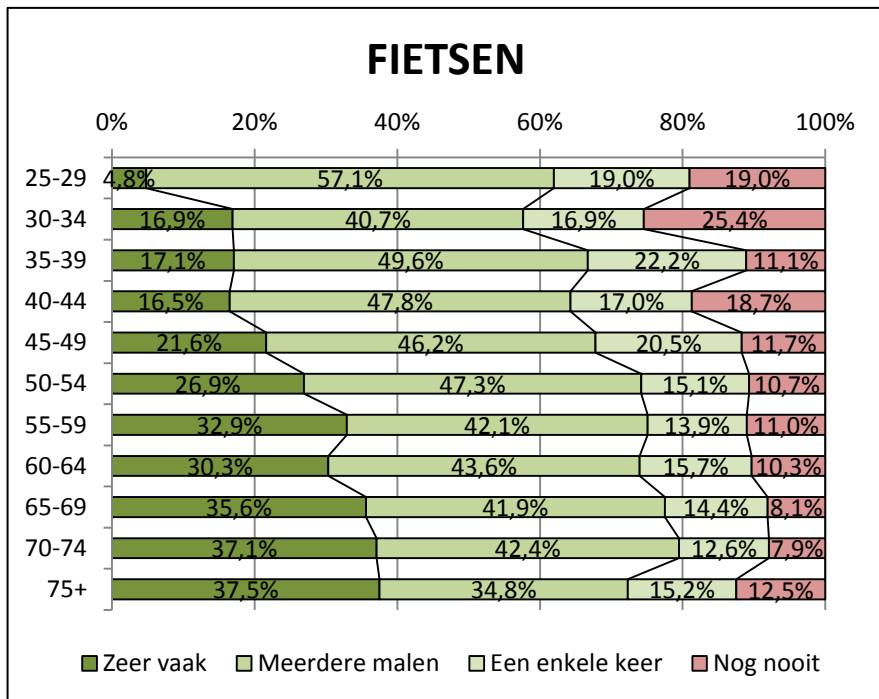 FIETSEN
0% 20% 40% 60% 80% 100%
25-29 4,8% 57,1% 19,0% 19,0%
30-34 16,9% 40,7% 16,9% 25,4%
35-39 17,1% 49,6% 22,2% 11,1%
40-44 16,5% 47,8% 17,0% 18,7%
45-49 21,6% 46,2% 20,5% 11,7%
50-54 26,9% 47,3% 15,1% 10,7%
55-59 32,9% 42,1% 13,9% 11,0%
60-64 30,3% 43,6% 15,7% 10,3%
65-69 35,6% 41,9% 14,4% 8,1%
70-74 37,1% 42,4% 12,6% 7,9%
75+ 37,5% 34,8% 15,2% 12,5%
Zeer vaak Meerdere malen Een enkele keer Nog nooit